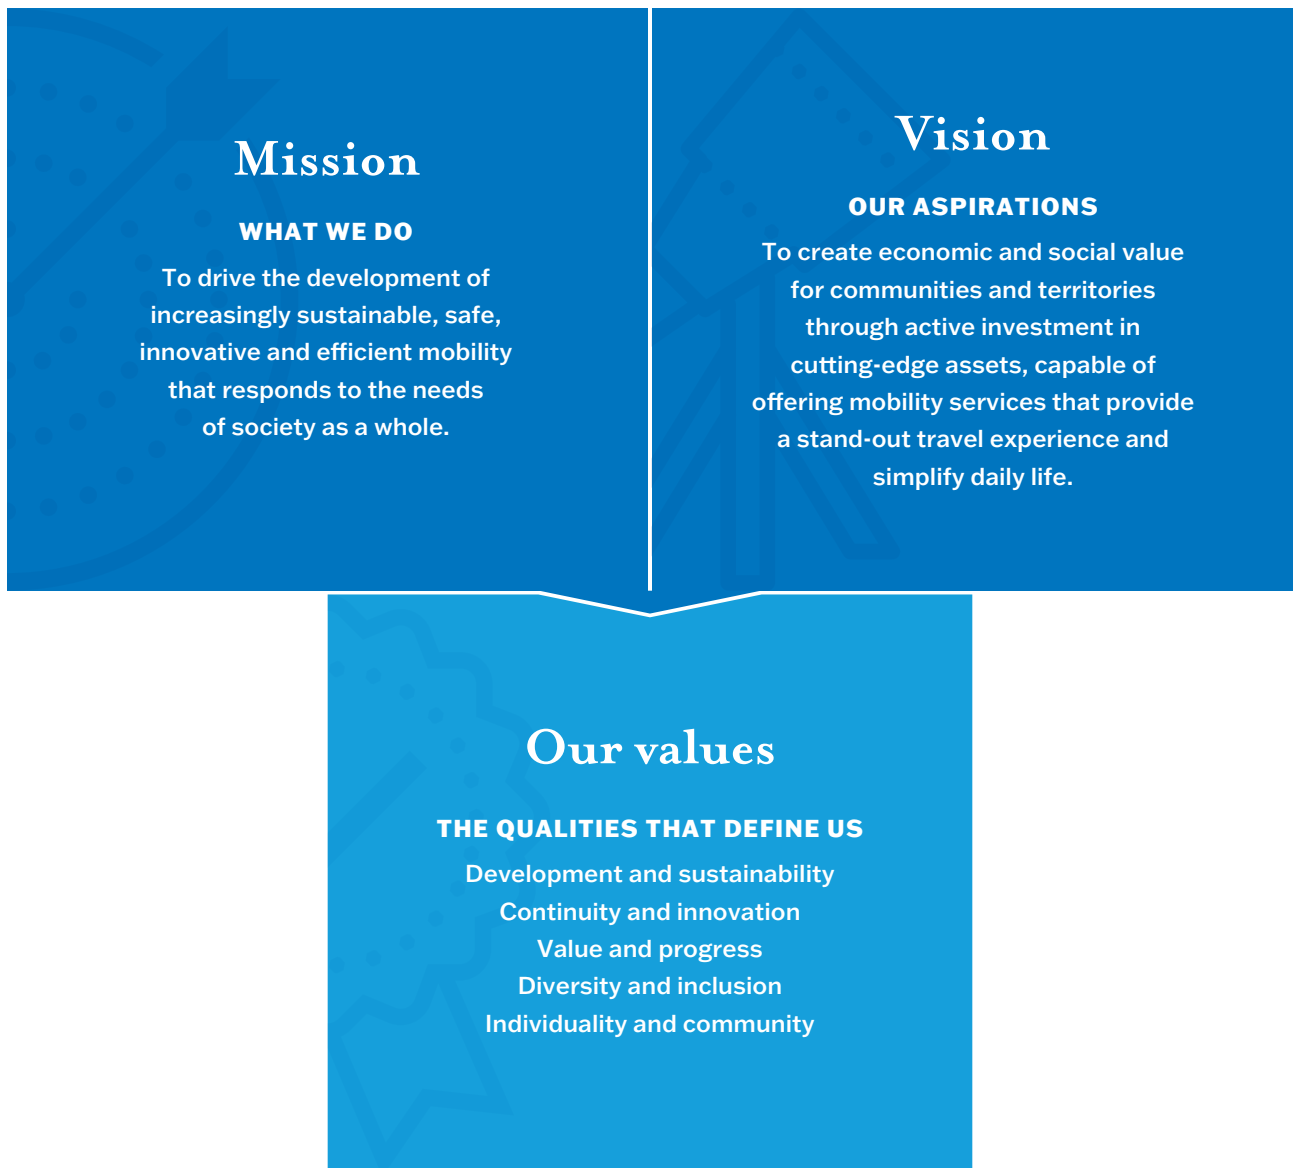 Mission
WHAT WE DO
To drive the development of
increasingly sustainable, safe,
innovative and efficient mobility
that responds to the needs
of society as a whole.
Vision
OUR ASPIRATIONS
To create economic and social value
for communities and territories
through active investment in
cutting-edge assets, capable of
offering mobility services that provide
a stand-out travel experience and
simplify daily life.
Our values
THE QUALITIES THAT DEFINE US
Development and sustainability
Continuity and innovation
Value and progress
Diversity and inclusion
Individuality and community